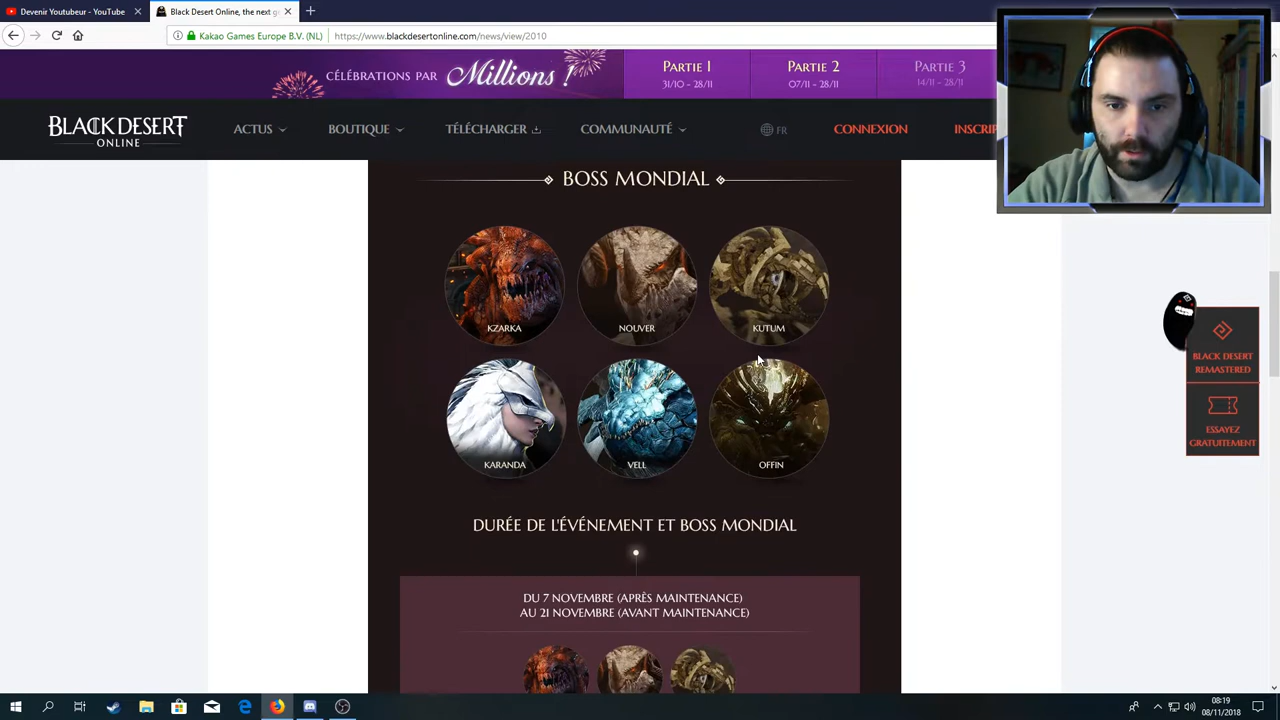 Devenir Youtubeur - YouTube
Black Desert Online, the next g
Kakao Games Europe B.V. (NL)
https://www.blackdesertonline.com/news/view/2010
CÉLÉBRATIONS PAR Millions !
PARTIE 1
31/10 - 28/11
PARTIE 2
07/11 - 28/11
PARTIE 3
14/11 - 28/11
BLACK DESERT
ONLINE
ACTUS
BOUTIQUE
TÉLÉCHARGER
COMMUNAUTÉ
FR
CONNEXION
INSCRIP
BOSS MONDIAL
KZARKA
NOUVER
KUTUM
KARANDA
VELL
OFFIN
DURÉE DE L'ÉVÉNEMENT ET BOSS MONDIAL
DU 7 NOVEMBRE (APRÈS MAINTENANCE)
AU 21 NOVEMBRE (AVANT MAINTENANCE)
BLACK DESERT
REMASTERED
ESSAYEZ
GRATUITEMENT
08:19
08/11/2018